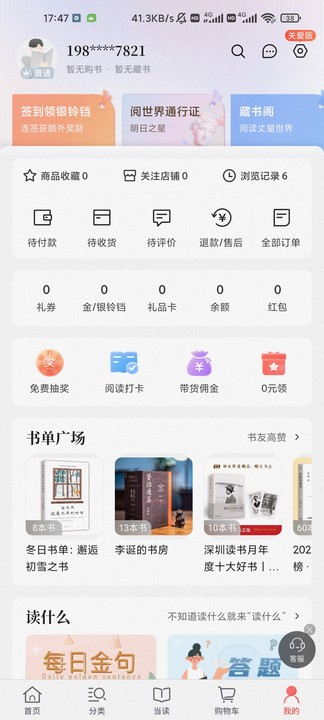 17:47
41.3KB/s
4G
4G
38
关爱版
198****7821
普通
暂无购书 · 暂无藏书
签到领银铃铛
连签获额外奖励
阅世界通行证
明日之星
藏书阁
阅读丈量世界
商品收藏 0
关注店铺 0
浏览记录 6
待付款
待收货
待评价
退款/售后
全部订单
0
0
0
0
0
礼券
金/银铃铛
礼品卡
余额
红包
免费抽奖
阅读打卡
带货佣金
0元领
书单广场
书友高赞 >
8本书
13本书
10本书
60本
冬日书单：邂逅
初雪之书
李诞的书房
深圳读书月年
度十大好书｜...
202
榜 ·
读什么
不知道读什么就来“读什么” >
每日金句
Daily golden sentence
答题
客服
首页
分类
当读
购物车
我的